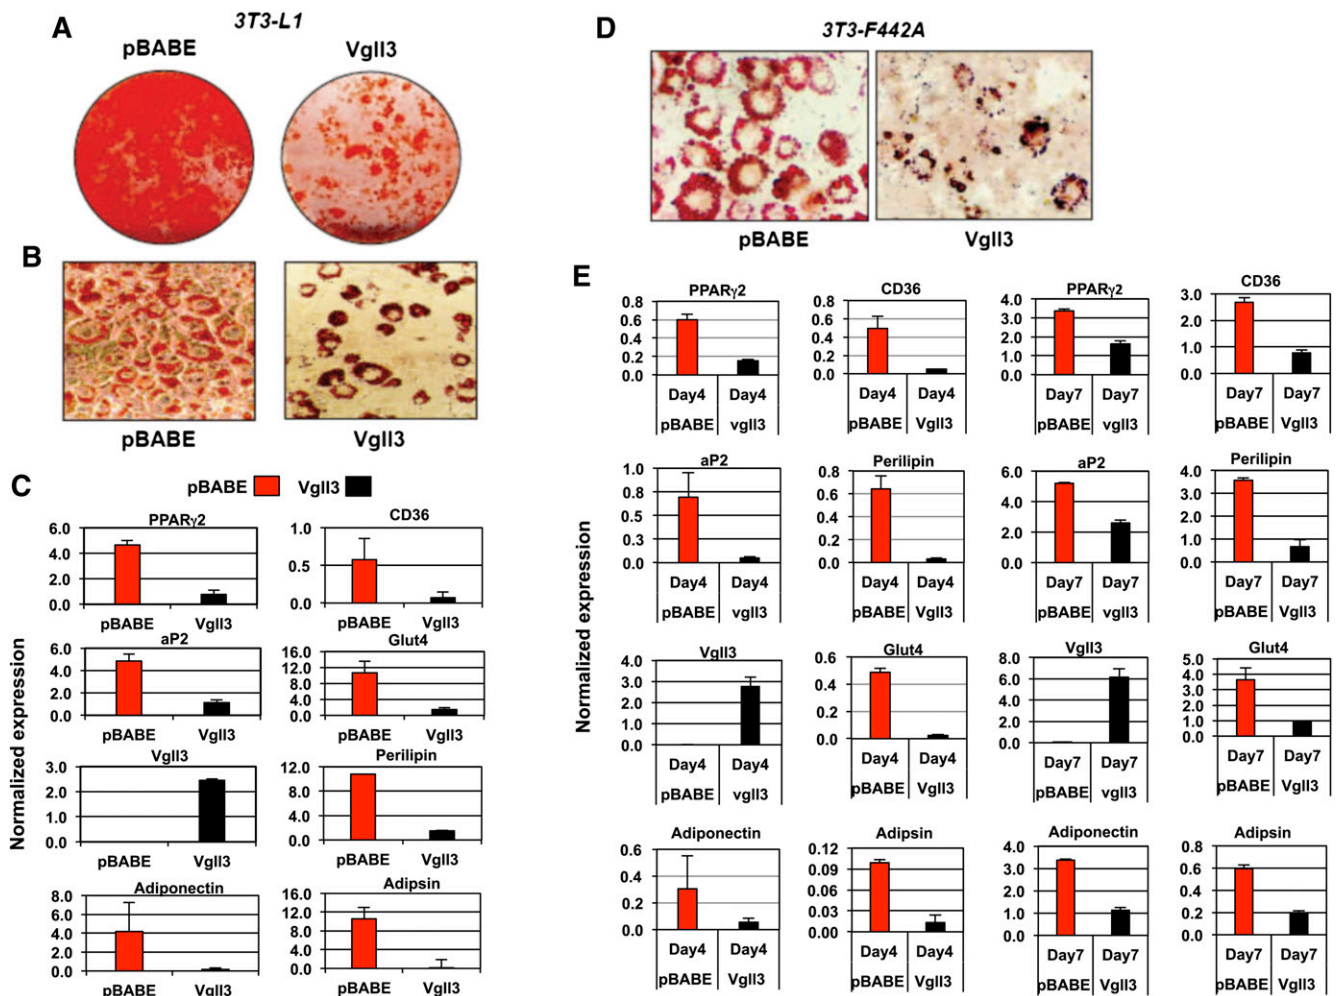 A
3T3-L1
pBABE
Vgll3
B
pBABE
Vgll3
C
pBABE
Vgll3
Normalized expression
PPARγ2
6.0
4.0
2.0
0.0
pBABE Vgll3
CD36
1.0
0.5
0.0
pBABE Vgll3
aP2
6.0
4.0
2.0
0.0
pBABE Vgll3
Glut4
16.0
12.0
8.0
4.0
0.0
pBABE Vgll3
Vgll3
3.0
2.0
1.0
0.0
pBABE Vgll3
Perilipin
12.0
8.0
4.0
0.0
pBABE Vgll3
Adiponectin
8.0
6.0
4.0
2.0
0.0
pBABE Vgll3
Adipsin
16.0
12.0
8.0
4.0
0.0
pBABE Vgll3
D
3T3-F442A
pBABE
Vgll3
E
Normalized expression
PPARγ2
0.8
0.6
0.4
0.2
0.0
Day4 Day4
pBABE vgll3
CD36
0.8
0.6
0.4
0.2
0.0
Day4 Day4
pBABE Vgll3
PPARγ2
4.0
3.0
2.0
1.0
0.0
Day7 Day7
pBABE vgll3
CD36
3.0
2.0
1.0
0.0
Day7 Day7
pBABE Vgll3
aP2
1.0
0.8
0.5
0.3
0.0
Day4 Day4
pBABE vgll3
Perilipin
0.8
0.6
0.4
0.2
0.0
Day4 Day4
pBABE Vgll3
aP2
6.0
4.0
2.0
0.0
Day7 Day7
pBABE vgll3
Perilipin
4.0
3.0
2.0
1.0
0.0
Day7 Day7
pBABE Vgll3
Vgll3
4.0
3.0
2.0
1.0
0.0
Day4 Day4
pBABE vgll3
Glut4
0.6
0.4
0.2
0.0
Day4 Day4
pBABE Vgll3
Vgll3
8.0
6.0
4.0
2.0
0.0
Day7 Day7
pBABE vgll3
Glut4
5.0
4.0
3.0
2.0
1.0
0.0
Day7 Day7
pBABE Vgll3
Adiponectin
0.6
0.4
0.2
0.0
Day4 Day4
pBABE Vgll3
Adipsin
0.12
0.09
0.06
0.03
0.00
Day4 Day4
pBABE Vgll3
Adiponectin
4.0
3.0
2.0
1.0
0.0
Day7 Day7
pBABE Vgll3
Adipsin
0.8
0.6
0.4
0.2
0.0
Day7 Day7
pBABE Vgll3